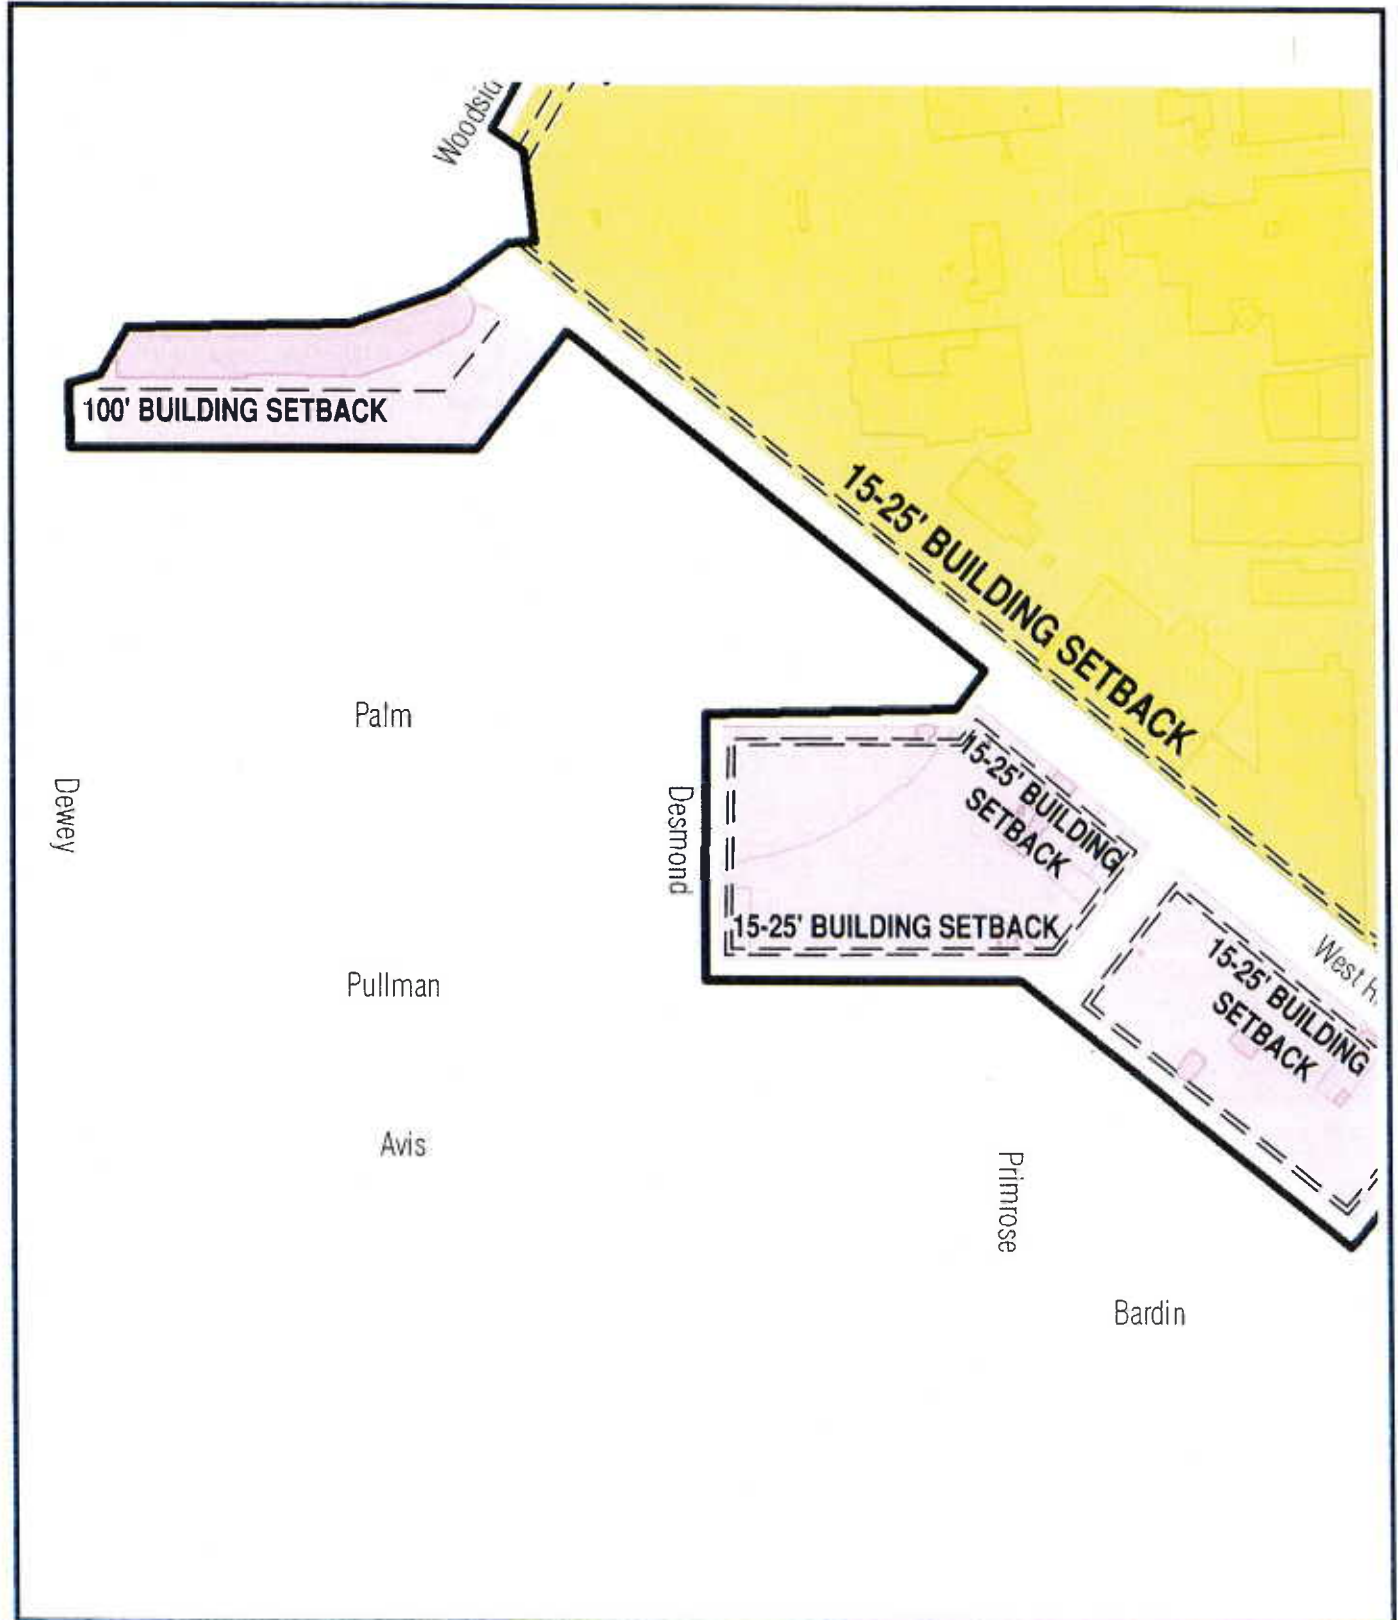 Woodsid
100' BUILDING SETBACK
15-25' BUILDING SETBACK
Palm
Dewey
Desmond
15-25' BUILDING
SETBACK
15-25' BUILDING SETBACK
West
15-25' BUILDING
SETBACK
Pullman
Avis
Primrose
Bardin